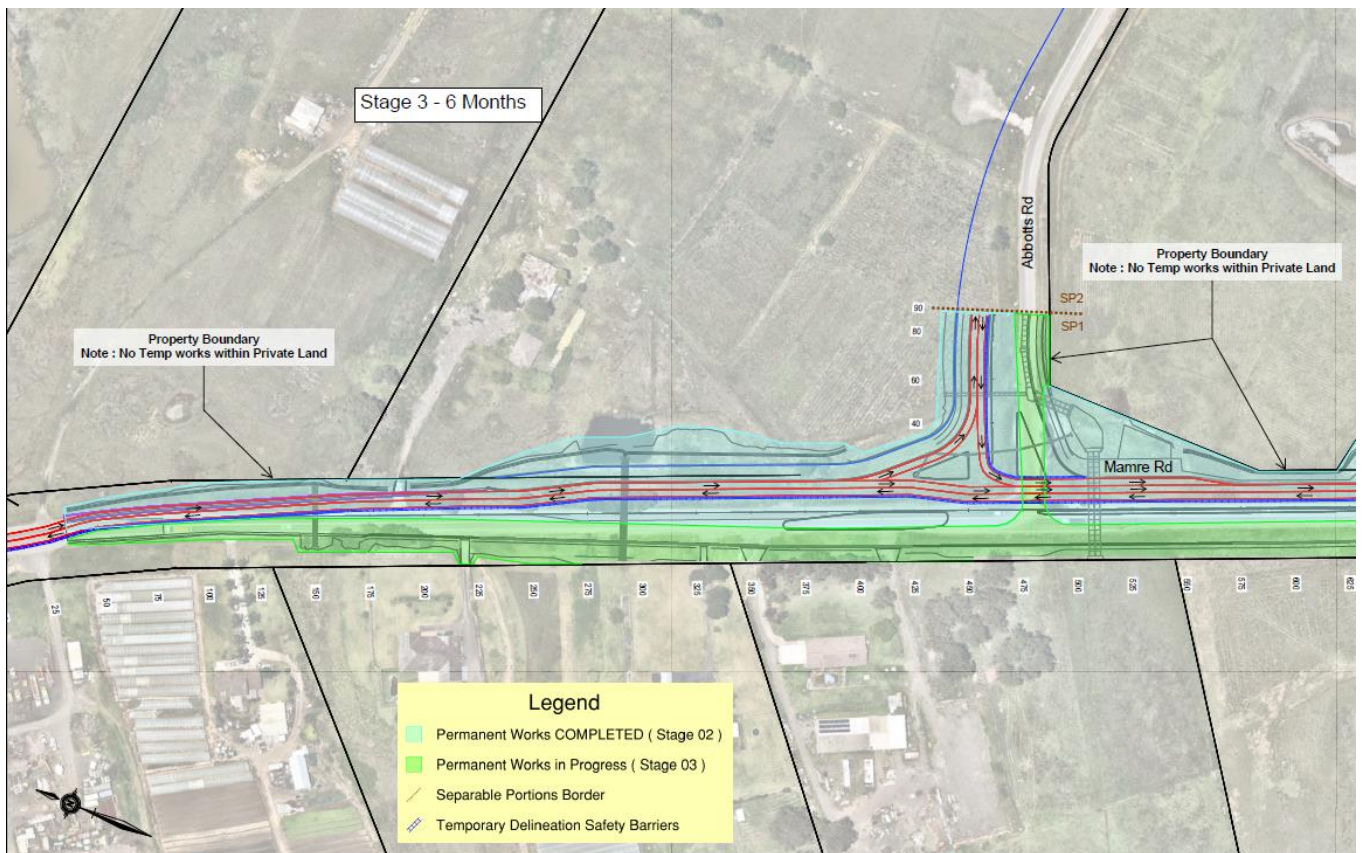 Stage 3 - 6 Months
Abbotts Rd
Property Boundary
Note : No Temp works within Private Land
SP2
SP1
90
80
60
40
Property Boundary
Note : No Temp works within Private Land
Mamre Rd
25
50
75
100
125
150
175
200
225
250
275
300
325
350
375
400
425
450
475
500
525
550
575
600
625
Legend
Permanent Works COMPLETED ( Stage 02 )
Permanent Works in Progress ( Stage 03 )
Separable Portions Border
Temporary Delineation Safety Barriers
N